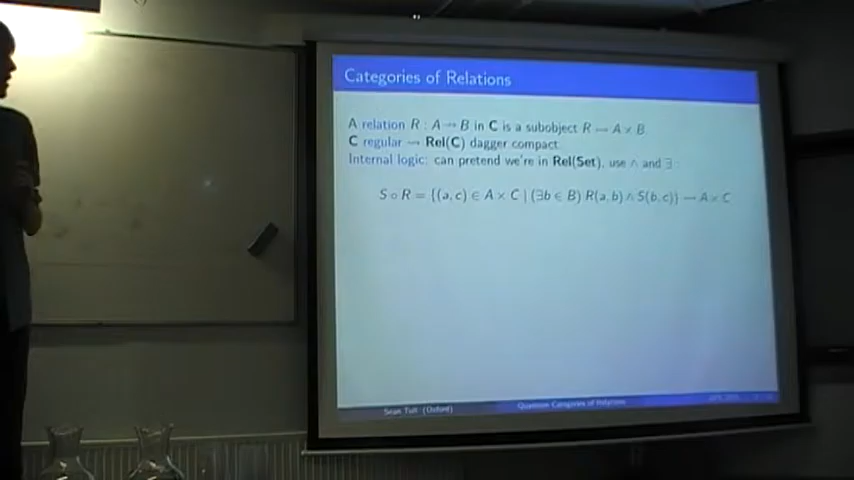 Categories of Relations
A relation R : A → B in C is a subobject R ↣ A × B.
C regular → Rel(C) dagger compact.
Internal logic: can pretend we're in Rel(Set), use ∧ and ∃ :
S ∘ R = {(a, c) ∈ A × C | (∃b ∈ B) R(a, b) ∧ S(b, c)} ↣ A × C
Sean Tull (Oxford) Quantum Categories of Relations